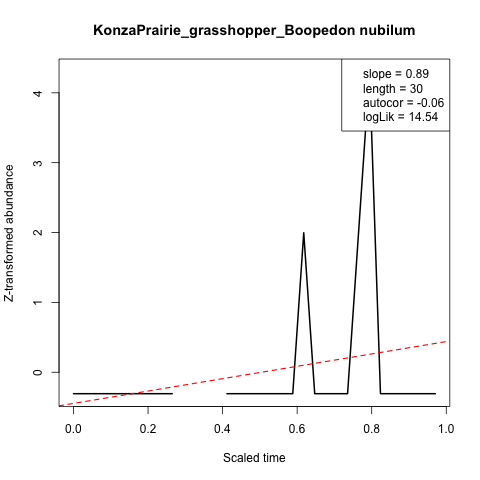 KonzaPrairie_grasshopper_Boopedon nubilum
slope = 0.89
length = 30
autocor = -0.06
logLik = 14.54
Z-transformed abundance
4
3
2
1
0
0.0 0.2 0.4 0.6 0.8 1.0
Scaled time